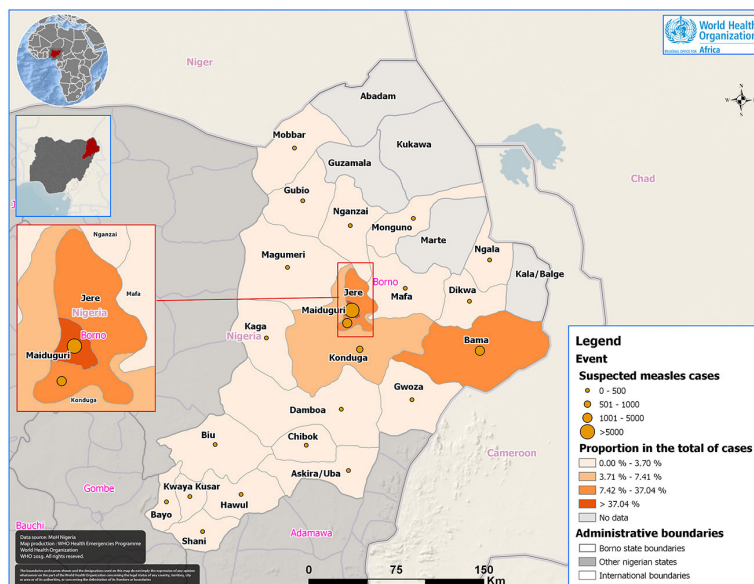 World Health
Organization
REGIONAL OFFICE FOR Africa
Niger
Chad
Cameroon
Nigeria
Borno
Gombe
Bauchi
Adamawa
Abadam
Mobbar
Kukawa
Guzamala
Gubio
Nganzai
Monguno
Marte
Ngala
Magumeri
Kala/Balge
Jere
Mafa
Dikwa
Maiduguri
Kaga
Konduga
Bama
Gwoza
Damboa
Biu
Chibok
Askira/Uba
Kwaya Kusar
Hawul
Bayo
Shani
Nganzai
Jere
Mafa
Nigeria
Borno
Maiduguri
Konduga
Legend
Event
Suspected measles cases
0 - 500
501 - 1000
1001 - 5000
>5000
Proportion in the total of cases
0.00 % - 3.70 %
3.71 % - 7.41 %
7.42 % - 37.04 %
> 37.04 %
No data
Administrative boundaries
Borno state boundaries
Other nigerian states
International boundaries
Data source: MoH Nigeria
Map production : WHO Health Emergencies Programme
World Health Organization
WHO 2019. All rights reserved.
0 75 150
Km